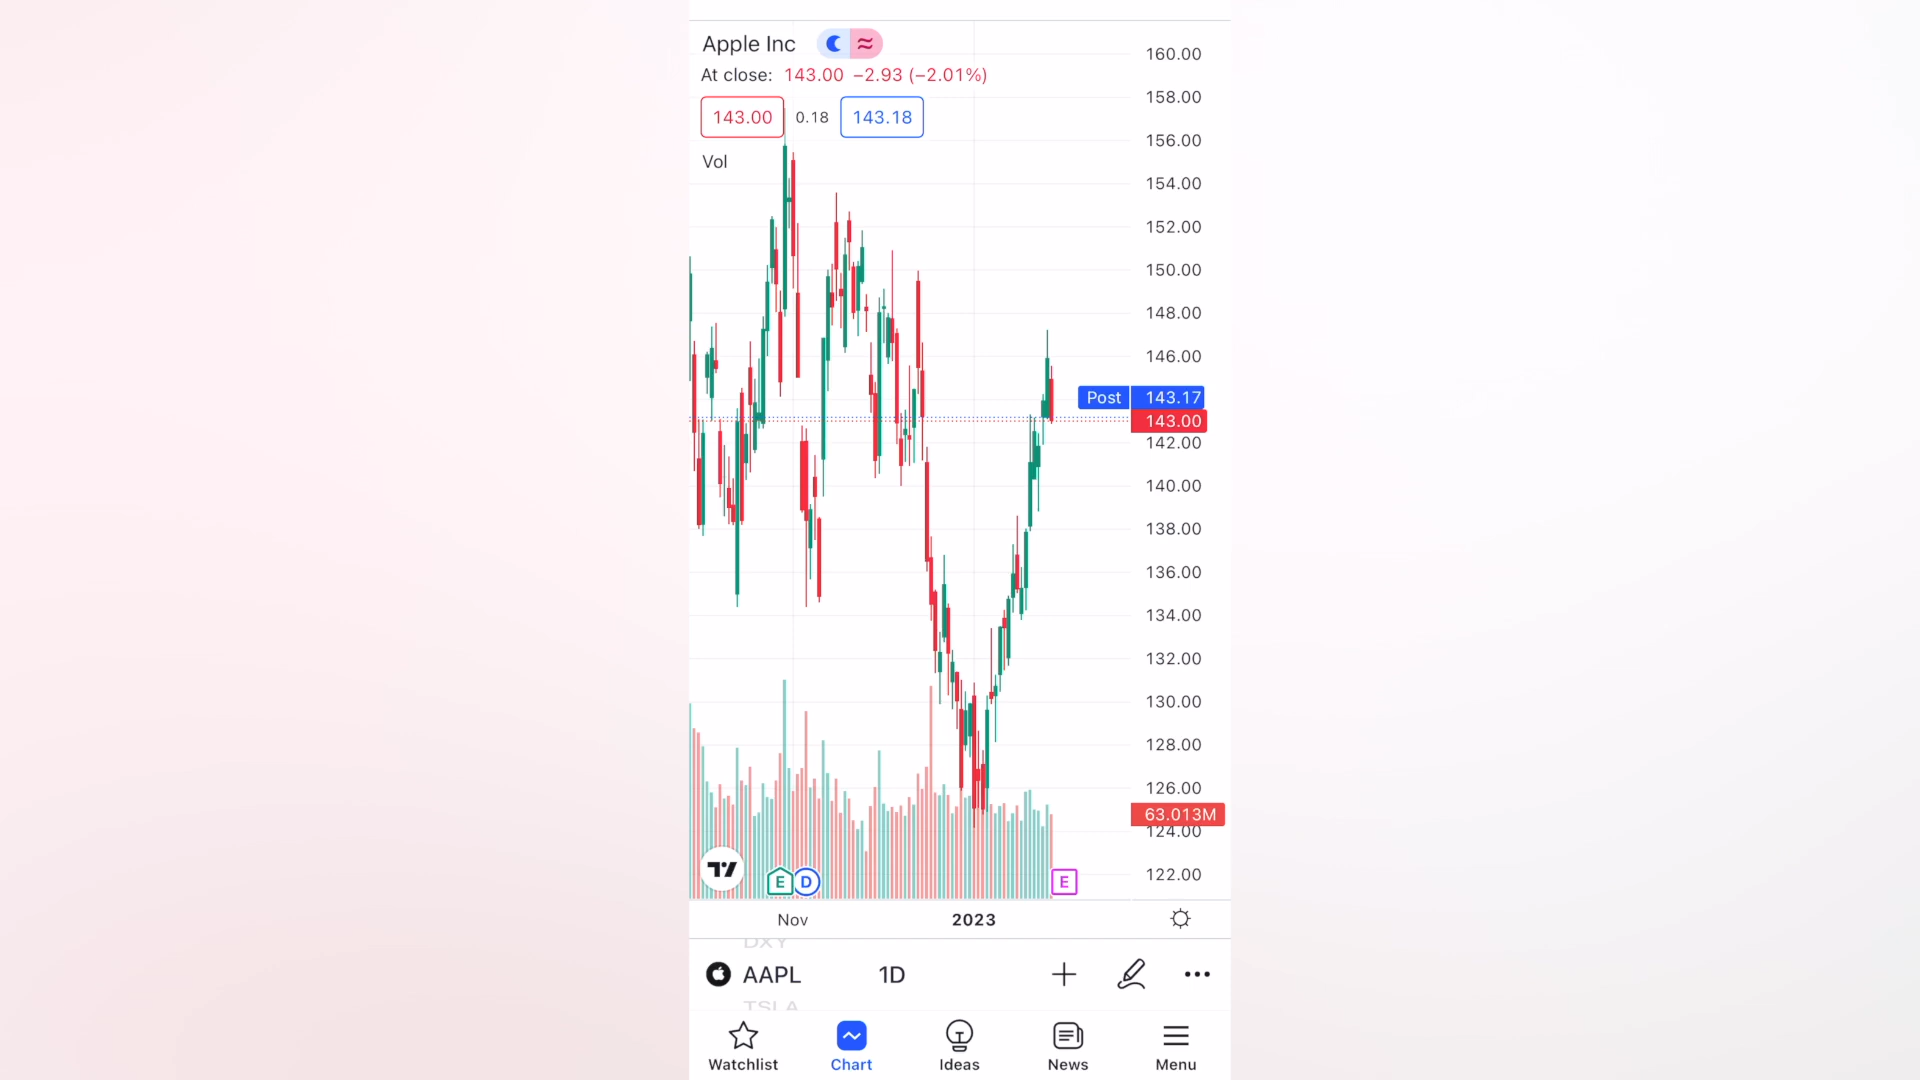 Apple Inc
At close: 143.00 −2.93 (−2.01%)
143.00 0.18 143.18
Vol
160.00
158.00
156.00
154.00
152.00
150.00
148.00
146.00
Post 143.17
143.00
142.00
140.00
138.00
136.00
134.00
132.00
130.00
128.00
126.00
63.013M
124.00
122.00
E D E
Nov 2023
DXY
AAPL 1D
TSLA
Watchlist Chart Ideas News Menu